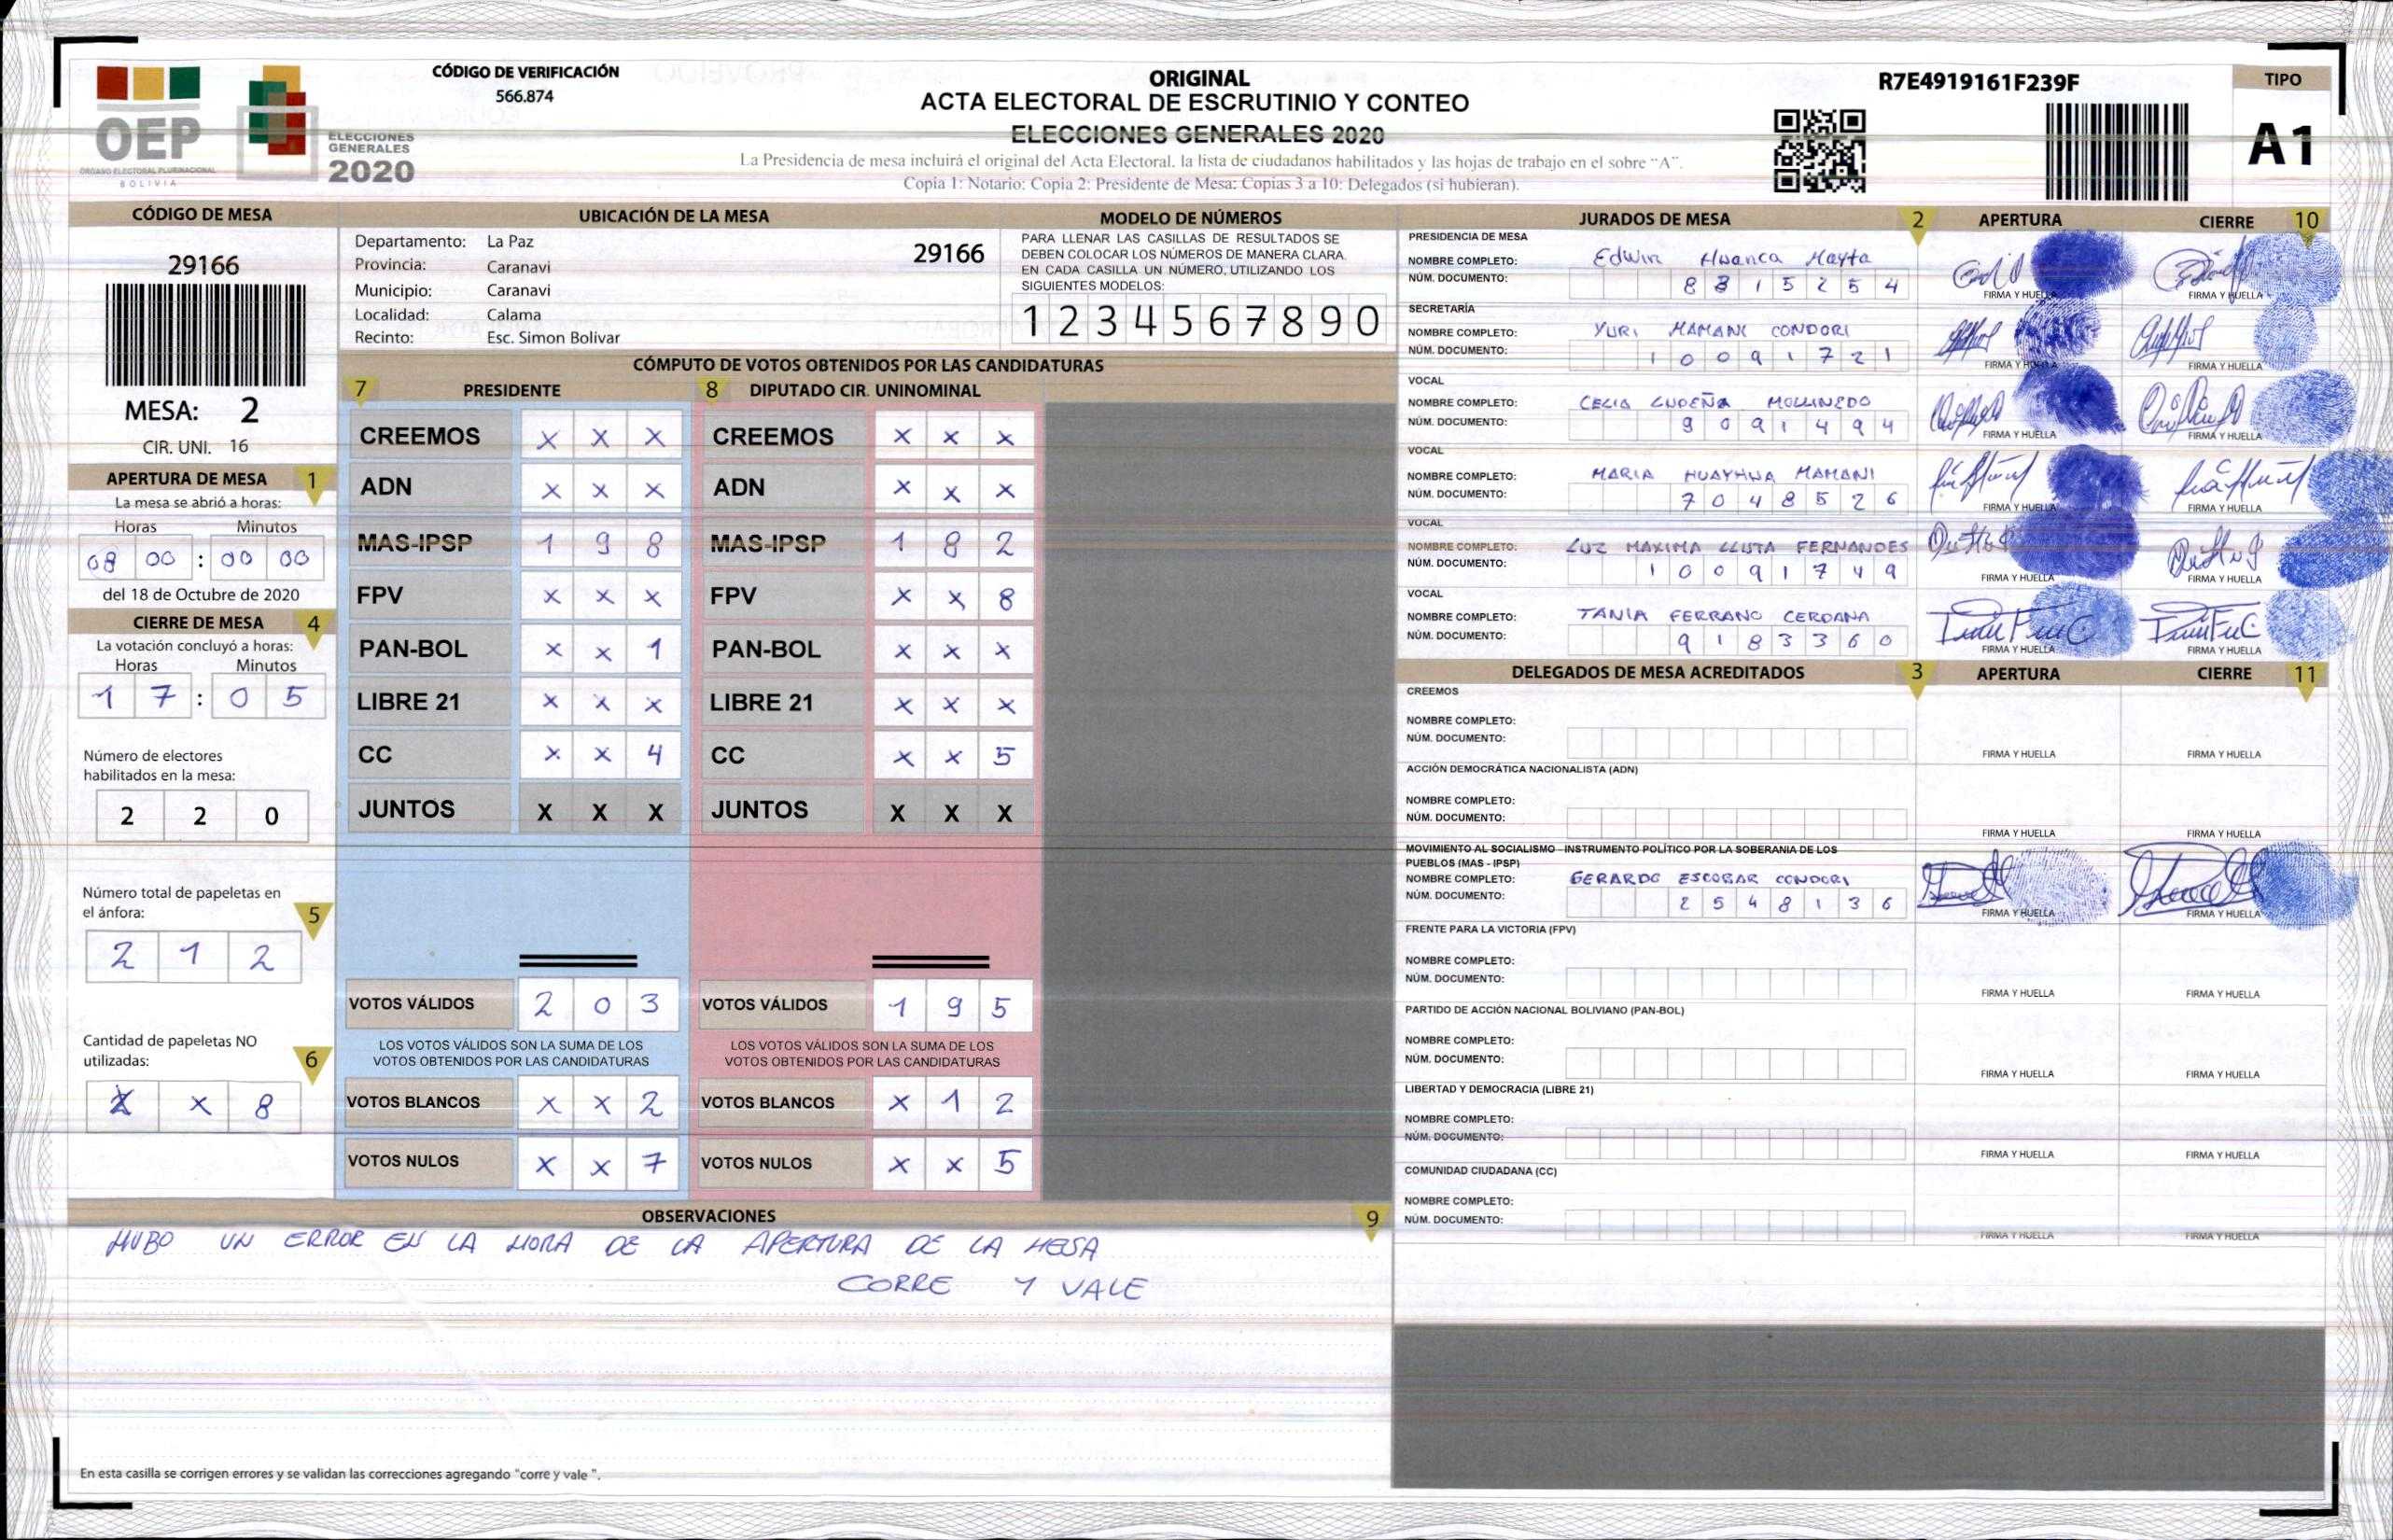 CÓDIGO DE VERIFICACIÓN
566.874
ORIGINAL
ACTA ELECTORAL DE ESCRUTINIO Y CONTEO
ELECCIONES GENERALES 2020
La Presidencia de mesa incluirá el original del Acta Electoral, la lista de ciudadanos habilitados y las hojas de trabajo en el sobre "A".
Copia 1: Notario; Copia 2: Presidente de Mesa; Copias 3 a 10: Delegados (si hubieran).
R7E4919161F239F
TIPO
A1
OEP
ÓRGANO ELECTORAL PLURINACIONAL
BOLIVIA
ELECCIONES
GENERALES
2020
CÓDIGO DE MESA
29166
MESA: 2
CIR. UNI. 16
APERTURA DE MESA 1
La mesa se abrió a horas:
Horas Minutos
08 00 : 00 00
del 18 de Octubre de 2020
CIERRE DE MESA 4
La votación concluyó a horas:
Horas Minutos
1 7 : 0 5
Número de electores
habilitados en la mesa:
2 2 0
Número total de papeletas en
el ánfora: 5
2 1 2
Cantidad de papeletas NO
utilizadas: 6
X X 8
UBICACIÓN DE LA MESA
Departamento: La Paz 29166
Provincia: Caranavi
Municipio: Caranavi
Localidad: Calama
Recinto: Esc. Simon Bolivar
MODELO DE NÚMEROS
PARA LLENAR LAS CASILLAS DE RESULTADOS SE
DEBEN COLOCAR LOS NÚMEROS DE MANERA CLARA.
EN CADA CASILLA UN NÚMERO, UTILIZANDO LOS
SIGUIENTES MODELOS:
1 2 3 4 5 6 7 8 9 0
CÓMPUTO DE VOTOS OBTENIDOS POR LAS CANDIDATURAS
7 PRESIDENTE 8 DIPUTADO CIR. UNINOMINAL
CREEMOS X X X CREEMOS X X X
ADN X X X ADN X X X
MAS-IPSP 1 9 8 MAS-IPSP 1 8 2
FPV X X X FPV X X 8
PAN-BOL X X 1 PAN-BOL X X X
LIBRE 21 X X X LIBRE 21 X X X
CC X X 4 CC X X 5
JUNTOS X X X JUNTOS X X X
VOTOS VÁLIDOS 2 0 3 VOTOS VÁLIDOS 1 9 5
LOS VOTOS VÁLIDOS SON LA SUMA DE LOS LOS VOTOS VÁLIDOS SON LA SUMA DE LOS
VOTOS OBTENIDOS POR LAS CANDIDATURAS VOTOS OBTENIDOS POR LAS CANDIDATURAS
VOTOS BLANCOS X X 2 VOTOS BLANCOS X 1 2
VOTOS NULOS X X 7 VOTOS NULOS X X 5
OBSERVACIONES 9
HUBO UN ERROR EN LA HORA DE LA APERTURA DE LA MESA
CORRE Y VALE
En esta casilla se corrigen errores y se validan las correcciones agregando "corre y vale ".
JURADOS DE MESA 2 APERTURA CIERRE 10
PRESIDENCIA DE MESA
NOMBRE COMPLETO: Edwin Huanca Mayta
NÚM. DOCUMENTO: 8 3 1 5 2 5 4
FIRMA Y HUELLA FIRMA Y HUELLA
SECRETARÍA
NOMBRE COMPLETO: YURI MAMANI CONDORI
NÚM. DOCUMENTO: 1 0 0 9 1 7 2 1
FIRMA Y HUELLA FIRMA Y HUELLA
VOCAL
NOMBRE COMPLETO: CELIA LUDEÑA MOLLINEDO
NÚM. DOCUMENTO: 9 0 9 1 4 9 4
FIRMA Y HUELLA FIRMA Y HUELLA
VOCAL
NOMBRE COMPLETO: MARIA HUAYHUA MAMANI
NÚM. DOCUMENTO: 7 0 4 8 5 2 6
FIRMA Y HUELLA FIRMA Y HUELLA
VOCAL
NOMBRE COMPLETO: LUZ MAXIMA LLUTA FERNANDES
1 0 0 9 1 7 4 9
FIRMA Y HUELLA FIRMA Y HUELLA
VOCAL
NOMBRE COMPLETO: TANIA FERRANO CERDANA
NÚM. DOCUMENTO: 9 1 8 3 3 6 0
FIRMA Y HUELLA FIRMA Y HUELLA
DELEGADOS DE MESA ACREDITADOS 3 APERTURA CIERRE 11
CREEMOS
NOMBRE COMPLETO:
NÚM. DOCUMENTO:
FIRMA Y HUELLA FIRMA Y HUELLA
ACCIÓN DEMOCRÁTICA NACIONALISTA (ADN)
NOMBRE COMPLETO:
NÚM. DOCUMENTO:
FIRMA Y HUELLA FIRMA Y HUELLA
MOVIMIENTO AL SOCIALISMO - INSTRUMENTO POLÍTICO POR LA SOBERANIA DE LOS
PUEBLOS (MAS - IPSP)
NOMBRE COMPLETO: GERARDO ESCOBAR CONDORI
NÚM. DOCUMENTO: 2 5 4 8 1 3 6
FIRMA Y HUELLA FIRMA Y HUELLA
FRENTE PARA LA VICTORIA (FPV)
NOMBRE COMPLETO:
NÚM. DOCUMENTO:
FIRMA Y HUELLA FIRMA Y HUELLA
PARTIDO DE ACCIÓN NACIONAL BOLIVIANO (PAN-BOL)
NOMBRE COMPLETO:
NÚM. DOCUMENTO:
FIRMA Y HUELLA FIRMA Y HUELLA
LIBERTAD Y DEMOCRACIA (LIBRE 21)
NOMBRE COMPLETO:
NÚM. DOCUMENTO:
FIRMA Y HUELLA FIRMA Y HUELLA
COMUNIDAD CIUDADANA (CC)
NOMBRE COMPLETO:
NÚM. DOCUMENTO:
FIRMA Y HUELLA FIRMA Y HUELLA